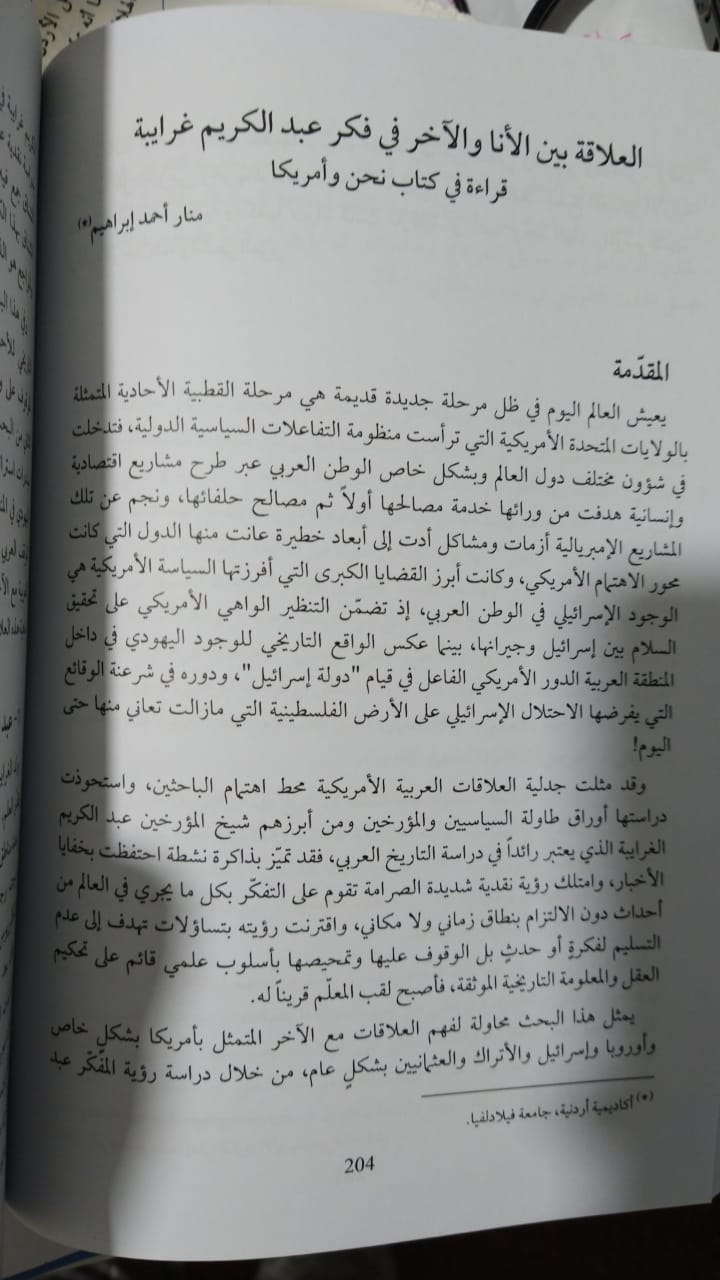 العلاقة بين الأنا والآخر في فكر عبد الكريم غرايبة
قراءة في كتاب نحن وأمريكا
منار أحمد إبراهيم(*)
المقدّمة
يعيش العالم اليوم في ظل مرحلة جديدة قديمة هي مرحلة القطبية الأحادية المتمثلة
بالولايات المتحدة الأمريكية التي ترأست منظومة التفاعلات السياسية الدولية، فتدخلت
في شؤون مختلف دول العالم وبشكل خاص الوطن العربي عبر طرح مشاريع اقتصادية
وإنسانية هدفت من ورائها خدمة مصالحها أولاً ثم مصالح حلفائها، ونجم عن تلك
المشاريع الإمبريالية أزمات ومشاكل أدت إلى أبعاد خطيرة عانت منها الدول التي كانت
محور الاهتمام الأمريكي، وكانت أبرز القضايا الكبرى التي أفرزتها السياسة الأمريكية هي
الوجود الإسرائيلي في الوطن العربي، إذ تضمّن التنظير الواهي الأمريكي على تحقيق
السلام بين إسرائيل وجيرانها، بينما عكس الواقع التاريخي للوجود اليهودي في داخل
المنطقة العربية الدور الأمريكي الفاعل في قيام "دولة إسرائيل"، ودوره في شرعنة الوقائع
التي يفرضها الاحتلال الإسرائيلي على الأرض الفلسطينية التي مازالت تعاني منها حتى
اليوم!
وقد مثلت جدلية العلاقات العربية الأمريكية محط اهتمام الباحثين، واستحوذت
دراستها أوراق طاولة السياسيين والمؤرخين ومن أبرزهم شيخ المؤرخين عبد الكريم
الغرايبة الذي يعتبر رائداً في دراسة التاريخ العربي، فقد تميّز بذاكرة نشطة احتفظت بخفايا
الأخبار، وامتلك رؤية نقدية شديدة الصرامة تقوم على التفكّر بكل ما يجري في العالم من
أحداث دون الالتزام بنطاق زماني ولا مكاني، واقترنت رؤيته بتساؤلات تهدف إلى عدم
التسليم لفكرةٍ أو حدثٍ بل الوقوف عليها وتمحيصها بأسلوب علمي قائم على تحكيم
العقل والمعلومة التاريخية الموثقة، فأصبح لقب المعلّم قريناً له.
يمثل هذا البحث محاولة لفهم العلاقات مع الآخر المتمثل بأمريكا بشكلٍ خاص
وأوروبا وإسرائيل والأتراك والعثمانيين بشكلٍ عام، من خلال دراسة رؤية المفكّر عبد
(*) أكاديمية أردنية، جامعة فيلادلفيا.
204